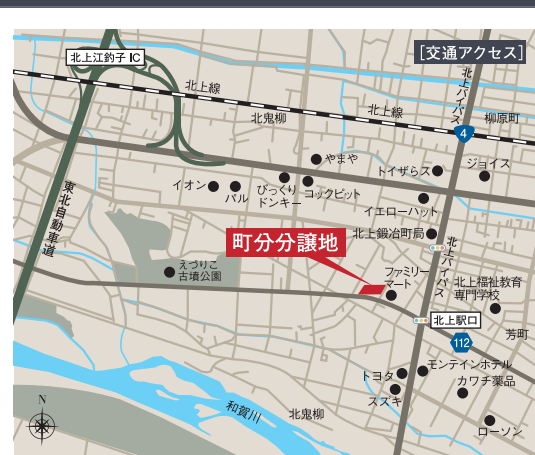 [交通アクセス]
北上江釣子 IC
北上線
北上線
北上バイパス
柳原町
4
北鬼柳
やまや
トイザらス
ジョイス
東北自動車道
イオン
パル
びっくり
ドンキー
コックピット
イエローハット
町分分譲地
北上鍛冶町局
北上バイパス
えづりこ
古墳公園
ファミリー
マート
北上福祉教育
専門学校
北上駅口
芳町
112
モンテインホテル
トヨタ
カワチ薬品
スズキ
N
和賀川
北鬼柳
ローソン